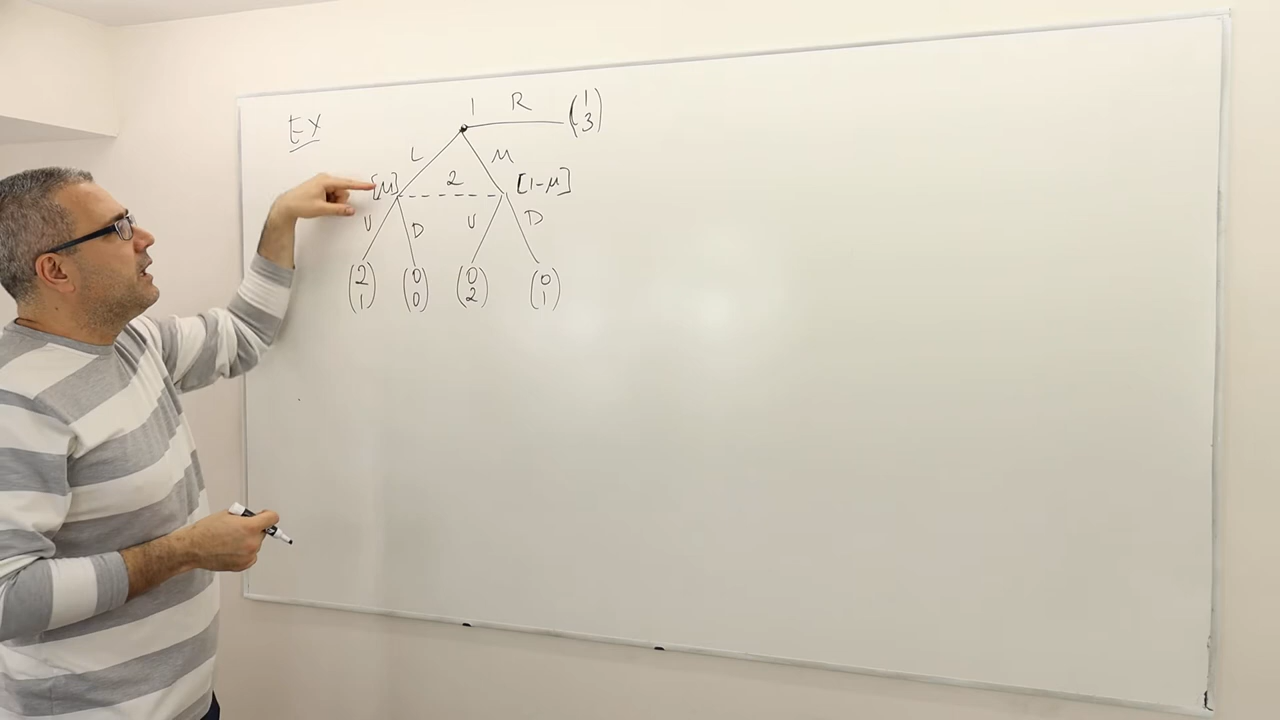 EX
1 R (1 3)
L M
[μ] 2 [1-μ]
U D U D
(2 1) (0 0) (0 2) (0 1)